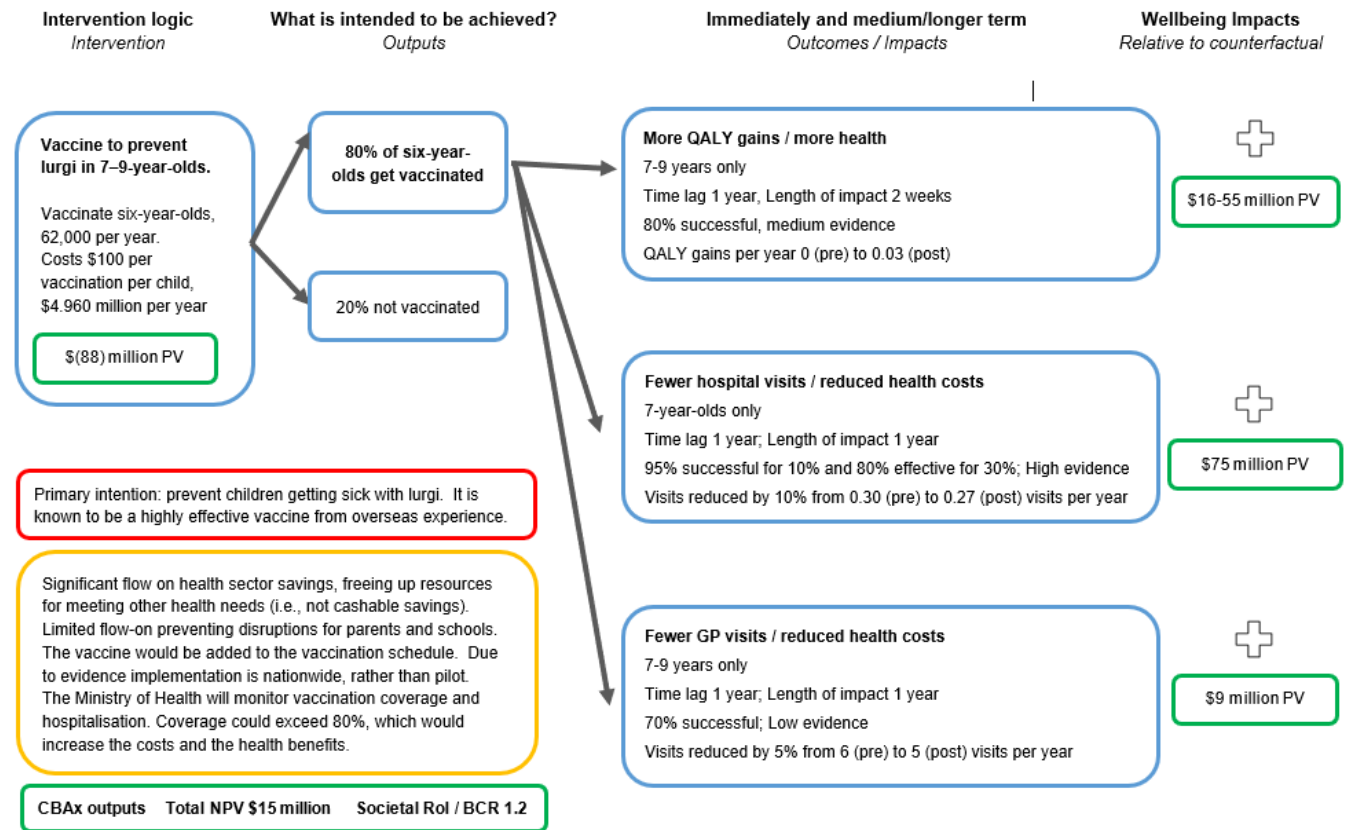 Intervention logic
Intervention
What is intended to be achieved?
Outputs
Immediately and medium/longer term
Outcomes / Impacts
Wellbeing Impacts
Relative to counterfactual
Vaccine to prevent
lurgi in 7–9-year-olds.
Vaccinate six-year-olds,
62,000 per year.
Costs $100 per
vaccination per child,
$4.960 million per year
$(88) million PV
80% of six-year-
olds get vaccinated
20% not vaccinated
More QALY gains / more health
7-9 years only
Time lag 1 year, Length of impact 2 weeks
80% successful, medium evidence
QALY gains per year 0 (pre) to 0.03 (post)
$16-55 million PV
Fewer hospital visits / reduced health costs
7-year-olds only
Time lag 1 year; Length of impact 1 year
95% successful for 10% and 80% effective for 30%; High evidence
Visits reduced by 10% from 0.30 (pre) to 0.27 (post) visits per year
$75 million PV
Fewer GP visits / reduced health costs
7-9 years only
Time lag 1 year; Length of impact 1 year
70% successful; Low evidence
Visits reduced by 5% from 6 (pre) to 5 (post) visits per year
$9 million PV
Primary intention: prevent children getting sick with lurgi. It is
known to be a highly effective vaccine from overseas experience.
Significant flow on health sector savings, freeing up resources
for meeting other health needs (i.e., not cashable savings).
Limited flow-on preventing disruptions for parents and schools.
The vaccine would be added to the vaccination schedule. Due
to evidence implementation is nationwide, rather than pilot.
The Ministry of Health will monitor vaccination coverage and
hospitalisation. Coverage could exceed 80%, which would
increase the costs and the health benefits.
CBAx outputs Total NPV $15 million Societal RoI / BCR 1.2